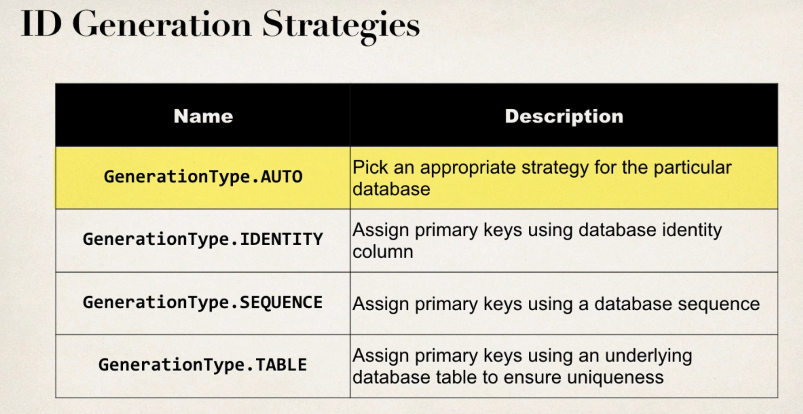 ID Generation Strategies
Name
Description
GenerationType.AUTO
Pick an appropriate strategy for the particular
database
GenerationType.IDENTITY
Assign primary keys using database identity
column
GenerationType.SEQUENCE
Assign primary keys using a database sequence
GenerationType.TABLE
Assign primary keys using an underlying
database table to ensure uniqueness